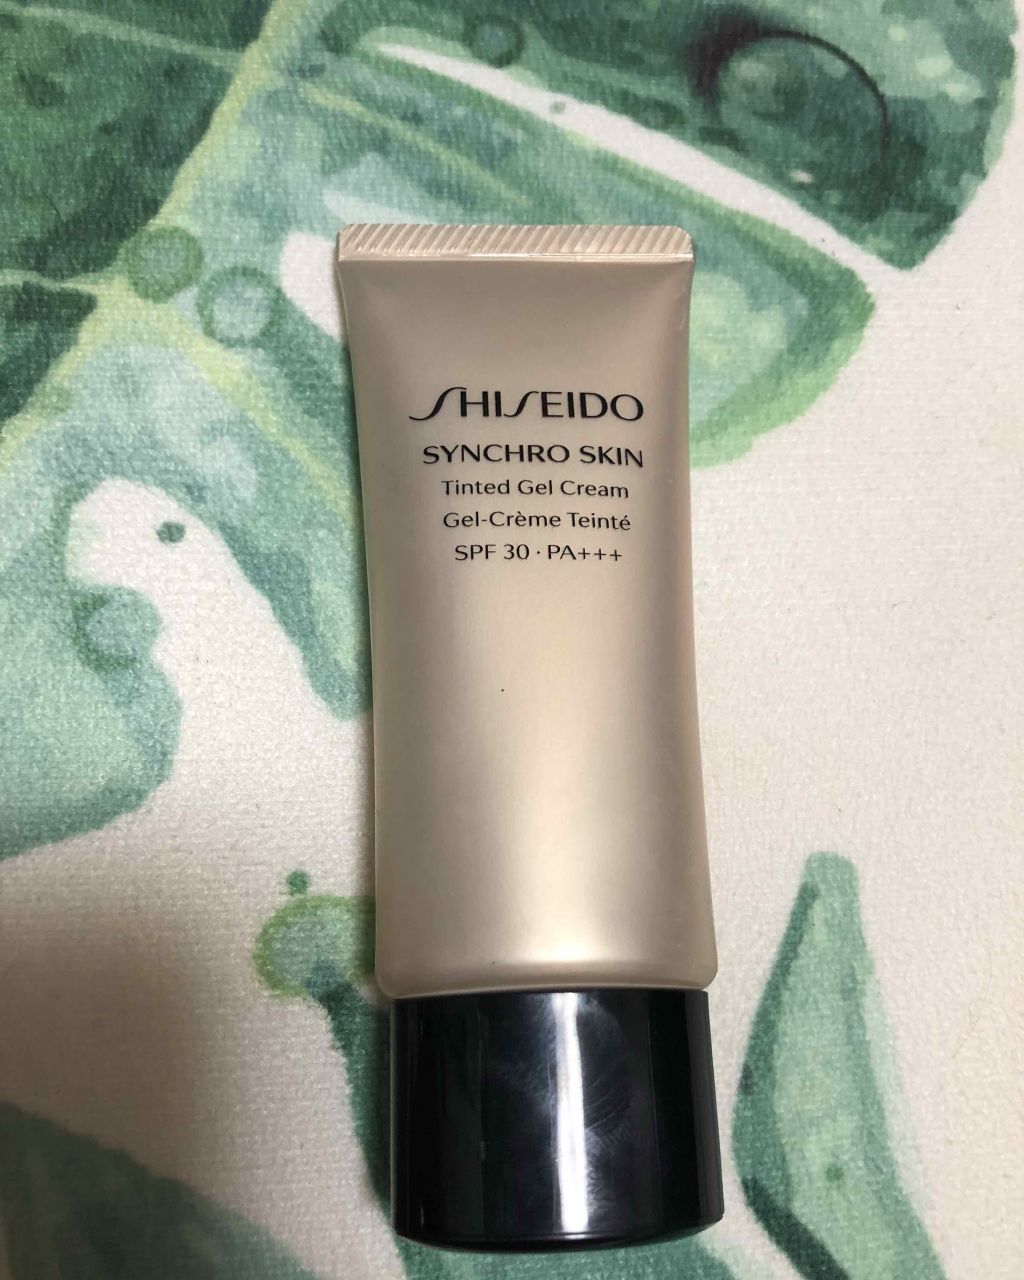 SHISEIDO
SYNCHRO SKIN
Tinted Gel Cream
Gel-Crème Teinté
SPF 30 · PA+++